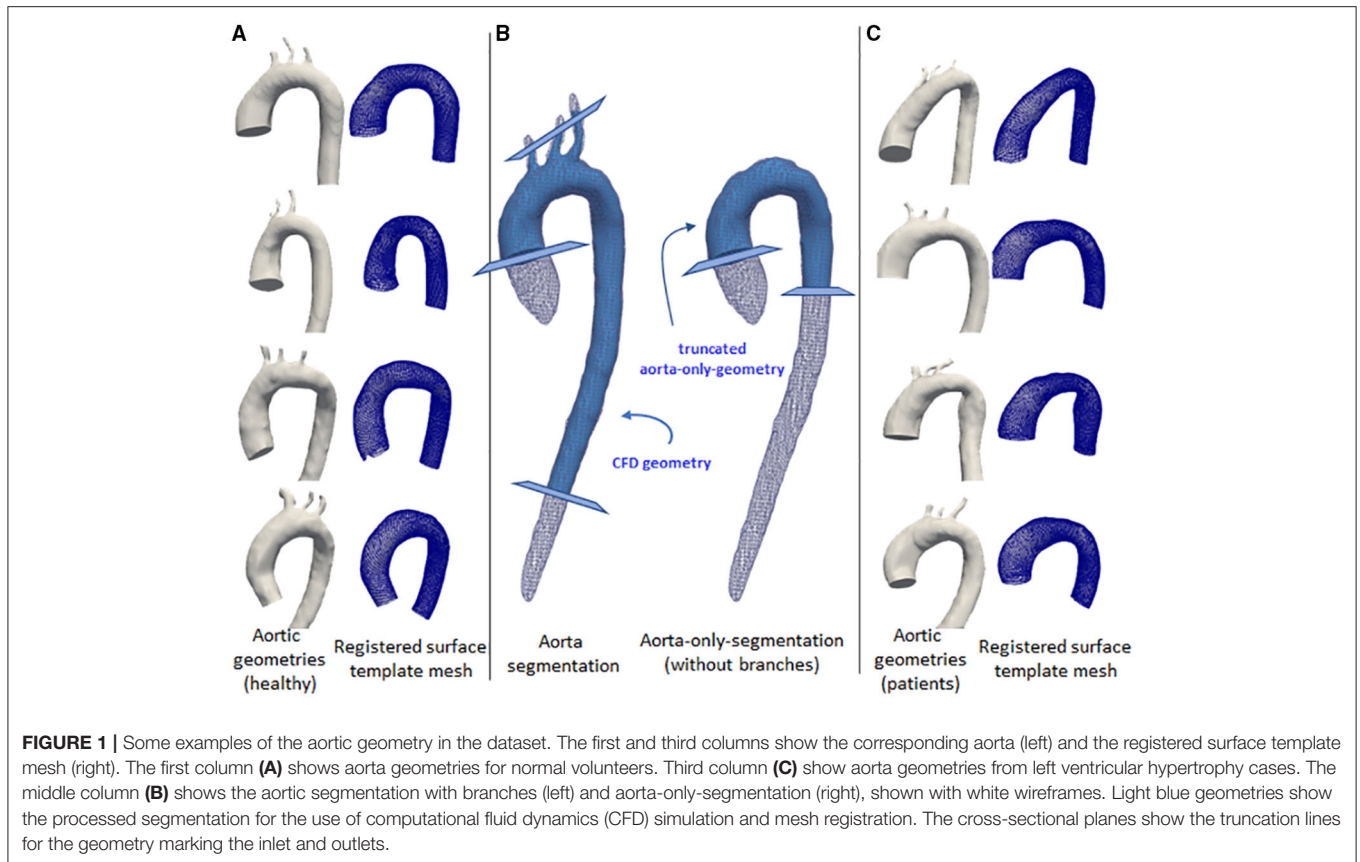 A
B
C
truncated
aorta-only-geometry
CFD geometry
Aortic
geometries
(healthy)
Registered surface
template mesh
Aorta
segmentation
Aorta-only-segmentation
(without branches)
Aortic
geometries
(patients)
Registered surface
template mesh
FIGURE 1 | Some examples of the aortic geometry in the dataset. The first and third columns show the corresponding aorta (left) and the registered surface template
mesh (right). The first column (A) shows aorta geometries for normal volunteers. Third column (C) show aorta geometries from left ventricular hypertrophy cases. The
middle column (B) shows the aortic segmentation with branches (left) and aorta-only-segmentation (right), shown with white wireframes. Light blue geometries show
the processed segmentation for the use of computational fluid dynamics (CFD) simulation and mesh registration. The cross-sectional planes show the truncation lines
for the geometry marking the inlet and outlets.